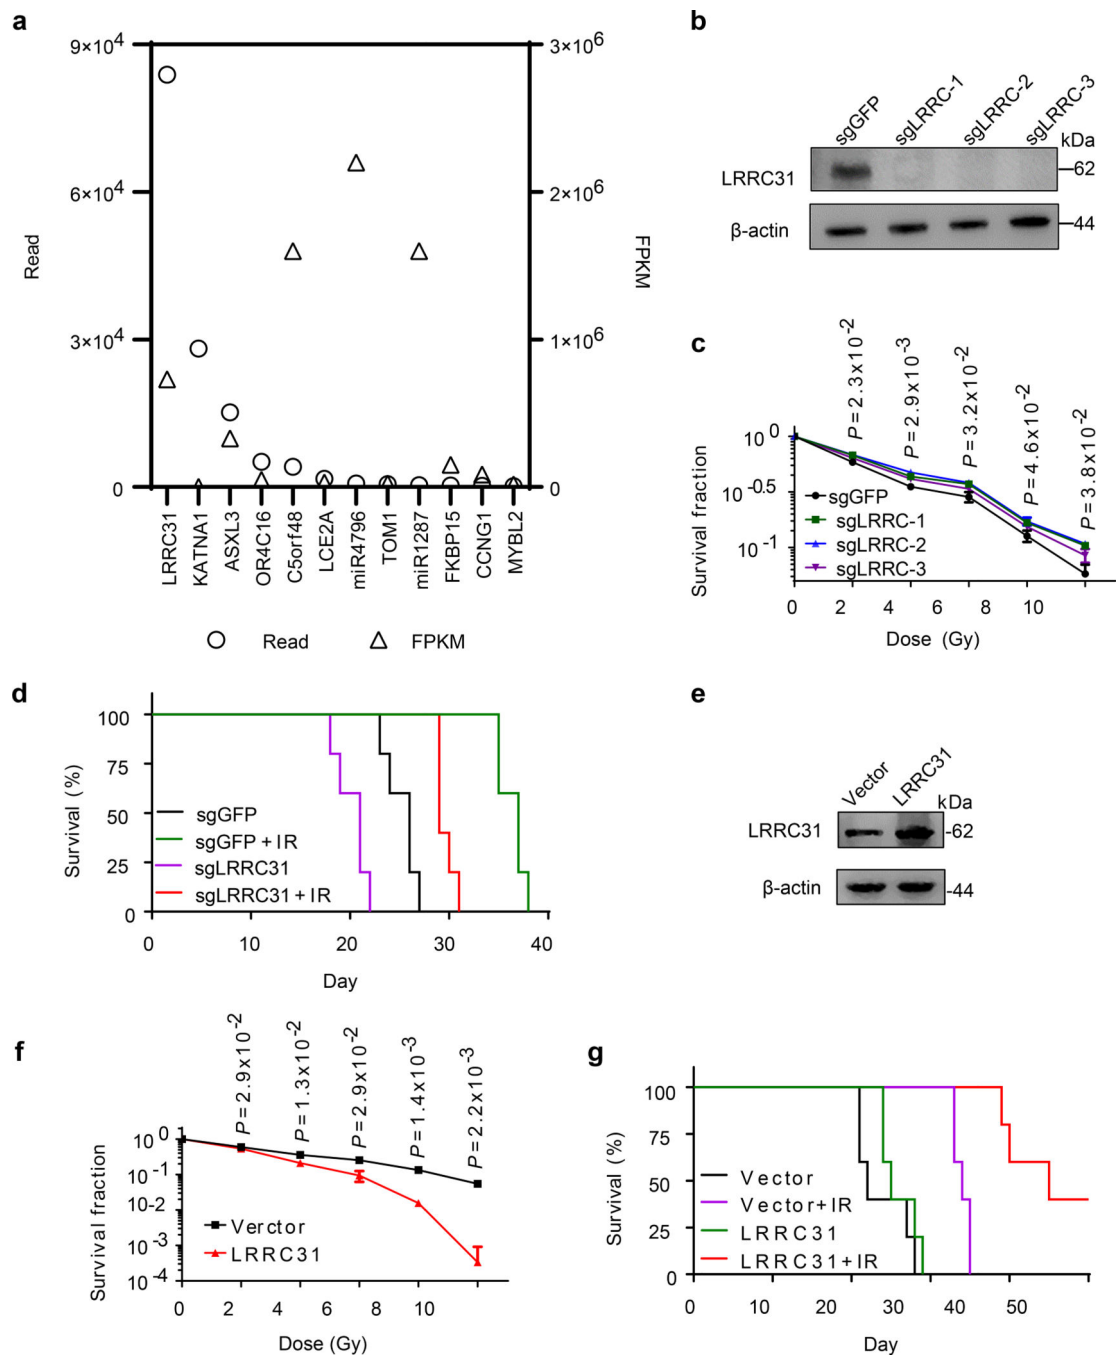 a
9×10⁴
6×10⁴
3×10⁴
0
Read
3×10⁶
2×10⁶
1×10⁶
0
FPKM
LRRC31
KATNA1
ASXL3
OR4C16
C5orf48
LCE2A
miR4796
TOM1
miR1287
FKBP15
CCNG1
MYBL2
Read
FPKM
b
sgGFP
sgLRRC-1
sgLRRC-2
sgLRRC-3
kDa
LRRC31
62
β-actin
44
c
P=2.3x10⁻²
P=2.9x10⁻³
P=3.2x10⁻²
P=4.6x10⁻²
P=3.8x10⁻²
10⁰
10⁻⁰·⁵
10⁻¹
Survival fraction
sgGFP
sgLRRC-1
sgLRRC-2
sgLRRC-3
0 2 4 6 8 10
Dose (Gy)
d
100
75
50
25
0
Survival (%)
sgGFP
sgGFP+IR
sgLRRC31
sgLRRC31+IR
0 20 30 40
Day
e
Vector
LRRC31
kDa
LRRC31
-62
β-actin
-44
f
P=2.9x10⁻²
P=1.3x10⁻²
P=2.9x10⁻²
P=1.4x10⁻³
P=2.2x10⁻³
10⁰
10⁻¹
10⁻²
10⁻³
10⁻⁴
Survival fraction
Verctor
LRRC31
0 2 4 6 8 10
Dose (Gy)
g
100
75
50
25
0
Survival (%)
Vector
Vector+IR
LRRC31
LRRC31+IR
0 10 20 30 40 50
Day